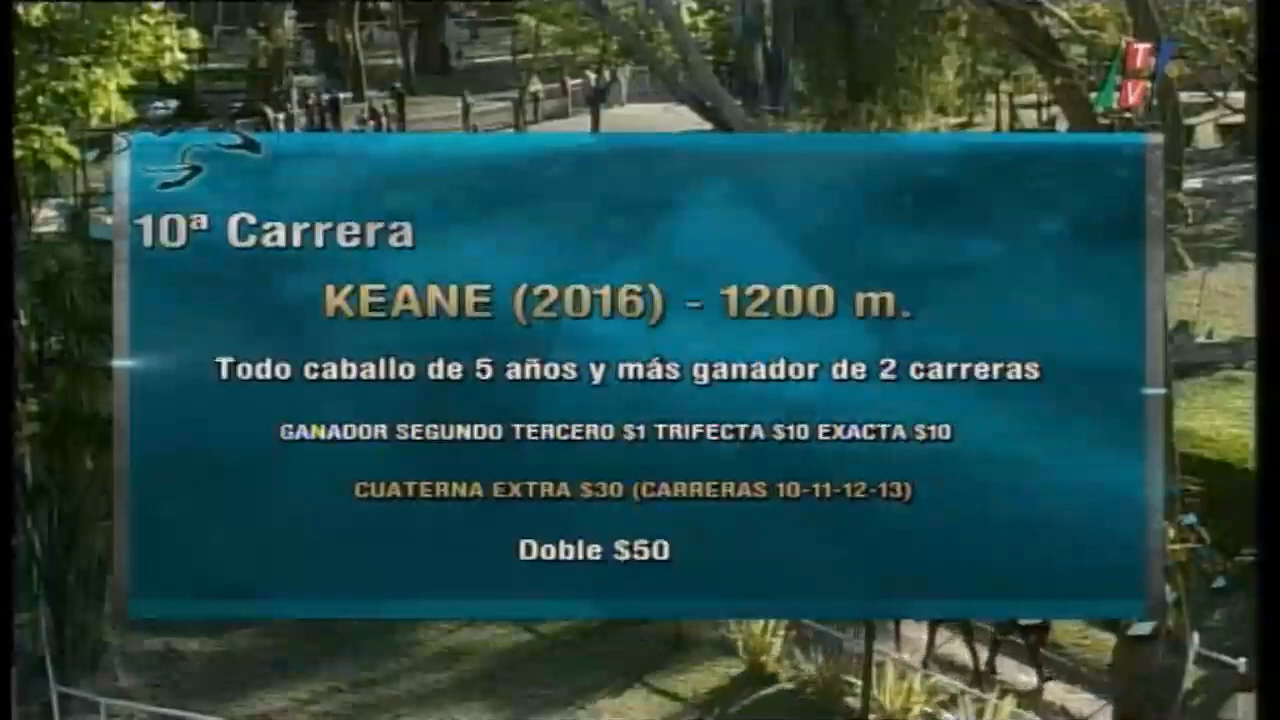 TV
10ª Carrera
KEANE (2016) - 1200 m.
Todo caballo de 5 años y más ganador de 2 carreras
GANADOR SEGUNDO TERCERO $1 TRIFECTA $10 EXACTA $10
CUATERNA EXTRA $30 (CARRERAS 10-11-12-13)
Doble $50